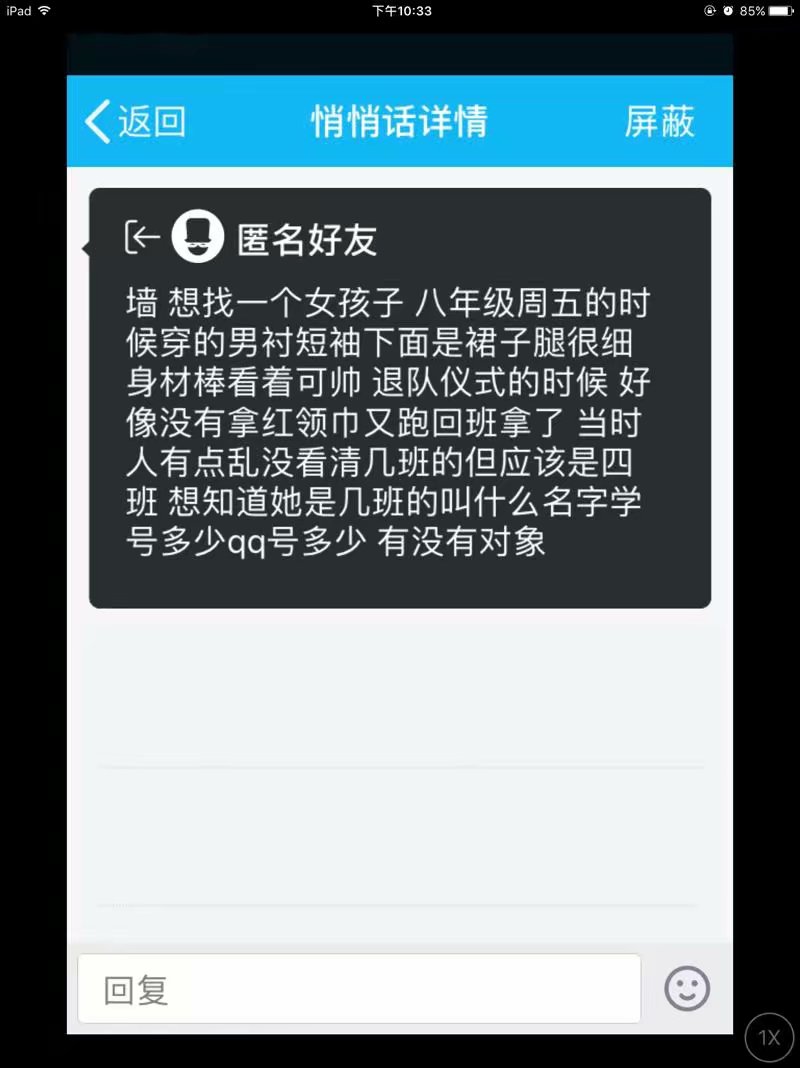 iPad 下午10:33 85%
返回 悄悄话详情 屏蔽
匿名好友
墙 想找一个女孩子 八年级周五的时
候穿的男衬短袖下面是裙子腿很细
身材棒看着可帅 退队仪式的时候 好
像没有拿红领巾又跑回班拿了 当时
人有点乱没看清几班的但应该是四
班 想知道她是几班的叫什么名字学
号多少qq号多少 有没有对象
回复
1X